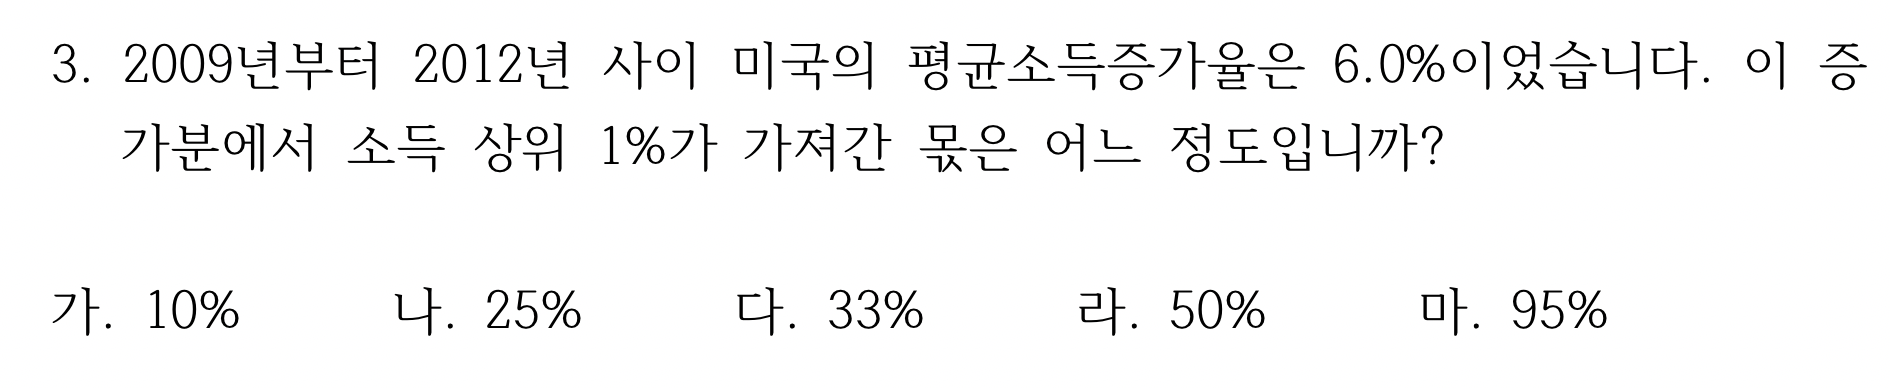 3. 2009년부터 2012년 사이 미국의 평균소득증가율은 6.0%이었습니다. 이 증
가분에서 소득 상위 1%가 가져간 몫은 어느 정도입니까?
가. 10% 나. 25% 다. 33% 라. 50% 마. 95%